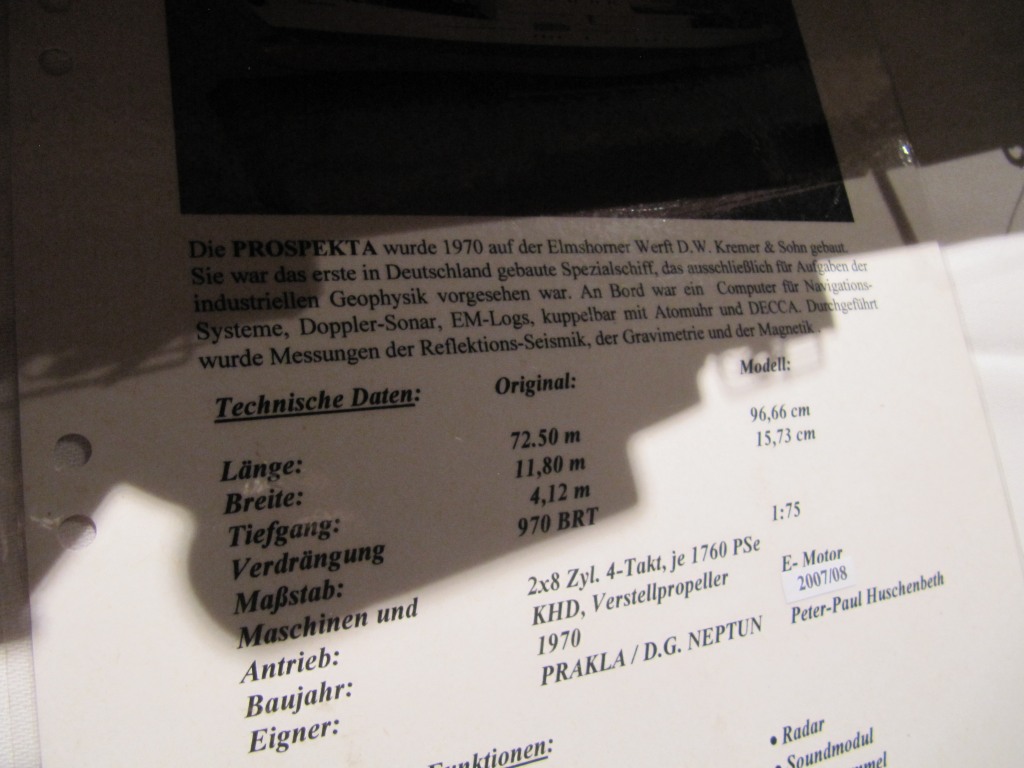 Die PROSPEKTA wurde 1970 auf der Elmshorner Werft D.W. Kremer & Sohn gebaut.
Sie war das erste in Deutschland gebaute Spezialschiff, das ausschließlich für Aufgaben der
industriellen Geophysik vorgesehen war. An Bord war ein Computer für Navigations-
Systeme, Doppler-Sonar, EM-Logs, kuppelbar mit Atomuhr und DECCA. Durchgeführt
wurde Messungen der Reflektions-Seismik, der Gravimetrie und der Magnetik.
Technische Daten: Original: Modell:
Länge: 72.50 m 96,66 cm
Breite: 11,80 m 15,73 cm
Tiefgang: 4,12 m
Verdrängung 970 BRT
Maßstab: 1:75
Maschinen und 2x8 Zyl. 4-Takt, je 1760 PSe
Antrieb: KHD, Verstellpropeller E- Motor
Baujahr: 1970 2007/08
Eigner: PRAKLA / D.G. NEPTUN Peter-Paul Huschenbeth
Funktionen: • Radar
• Soundmodul